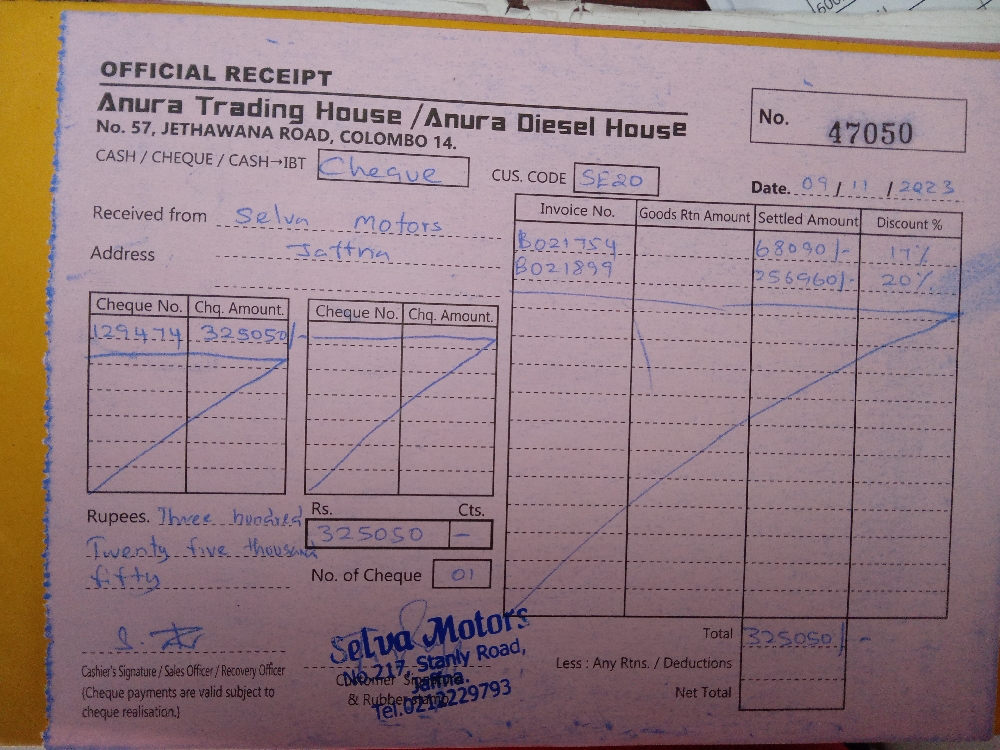 OFFICIAL RECEIPT
Anura Trading House /Anura Diesel House
No. 57, JETHAWANA ROAD, COLOMBO 14.
No. 47050
CASH / CHEQUE / CASH→IBT Cheque
CUS. CODE SE20
Date. 09 / 11 / 2023
Received from Selva Motors
Address Jaffna
Invoice No. Goods Rtn Amount Settled Amount Discount %
B021754 68090/- 17%
B021899 256960/- 20%
Cheque No. Chq. Amount. Cheque No. Chq. Amount.
129474 325050/-
Rupees. Three hundred
Twenty five thousand
fifty
Rs. Cts.
325050 –
No. of Cheque 01
Total 325050/-
Less : Any Rtns. / Deductions
Net Total
Cashier's Signature / Sales Officer / Recovery Officer
(Cheque payments are valid subject to
cheque realisation.)
Selva Motors
No. 217, Stanly Road,
Jaffna.
Tel.0212229793
Customer
& Rubber